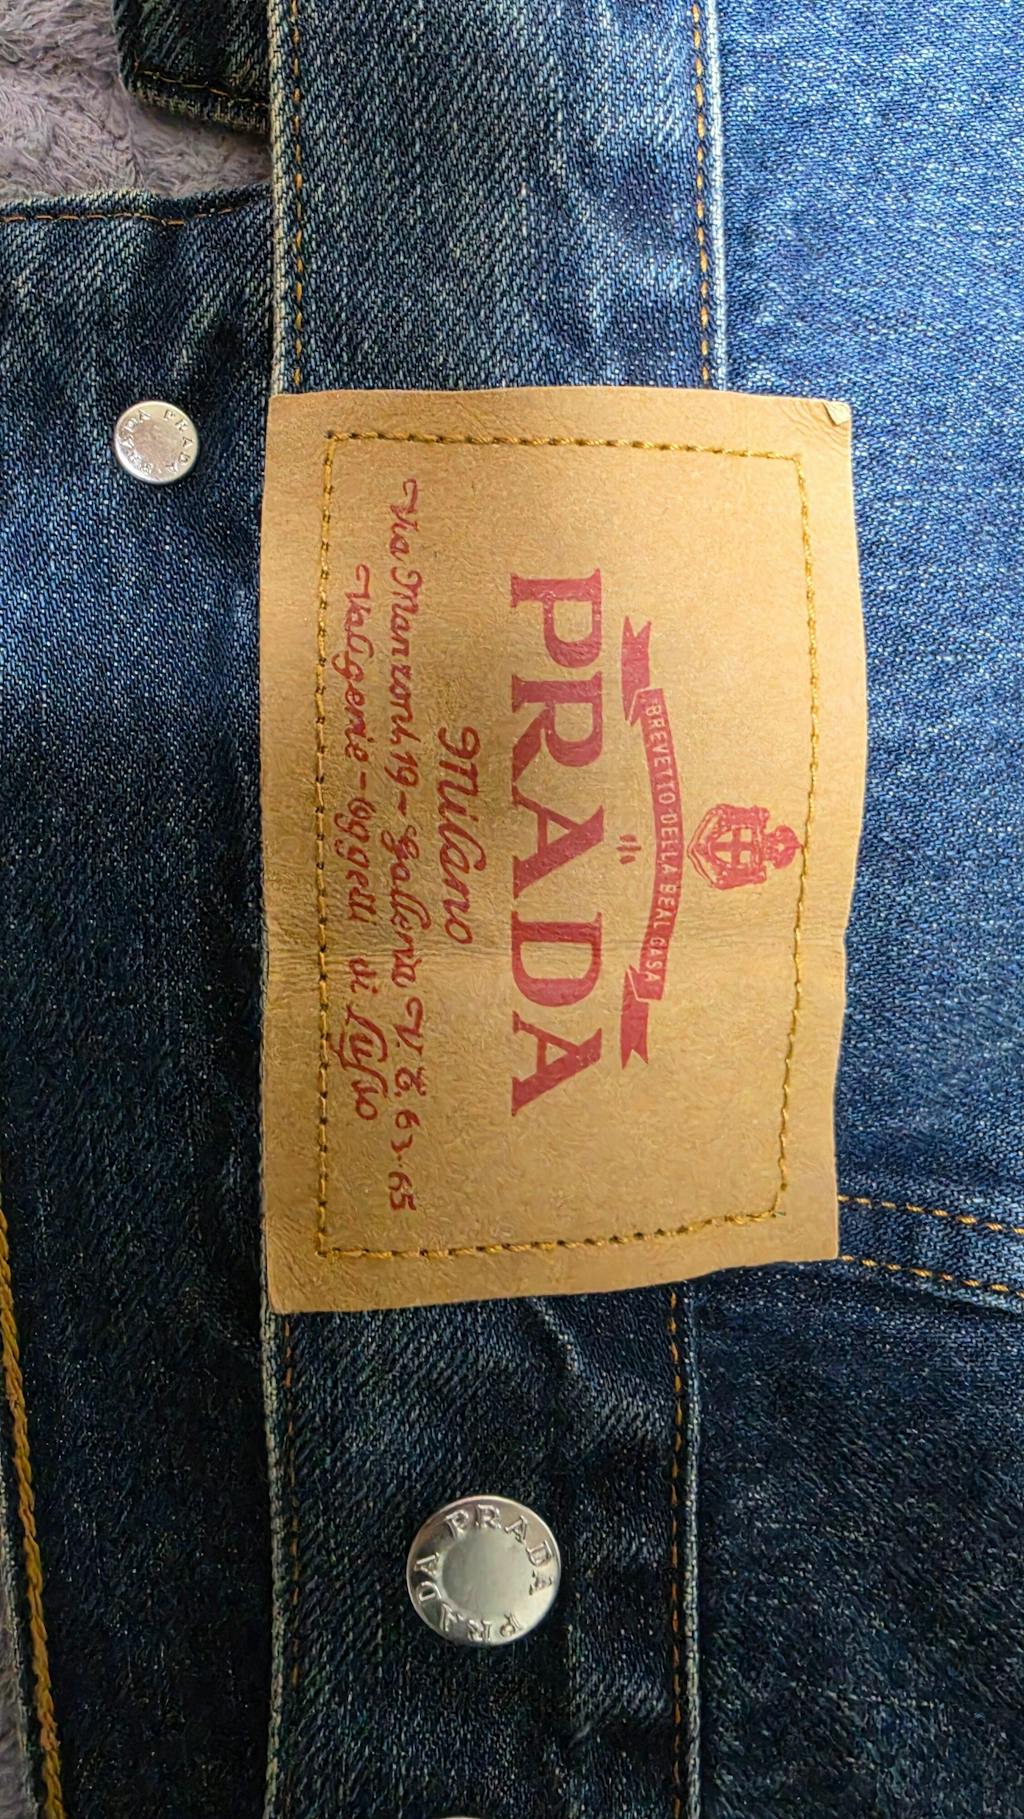 BREVETTO DELLA REAL CASA
PRADA
Milano
Via Manzoni, 19 - Galleria V. E. 63-65
Valigerie - Oggetti di Lusso
PRADA PRADA
PRADA PRADA